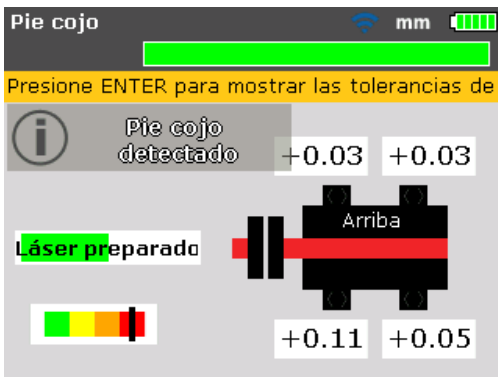 Pie cojo mm
Presione ENTER para mostrar las tolerancias de
Pie cojo
detectado
+0.03 +0.03
Arriba
Láser preparado
+0.11 +0.05